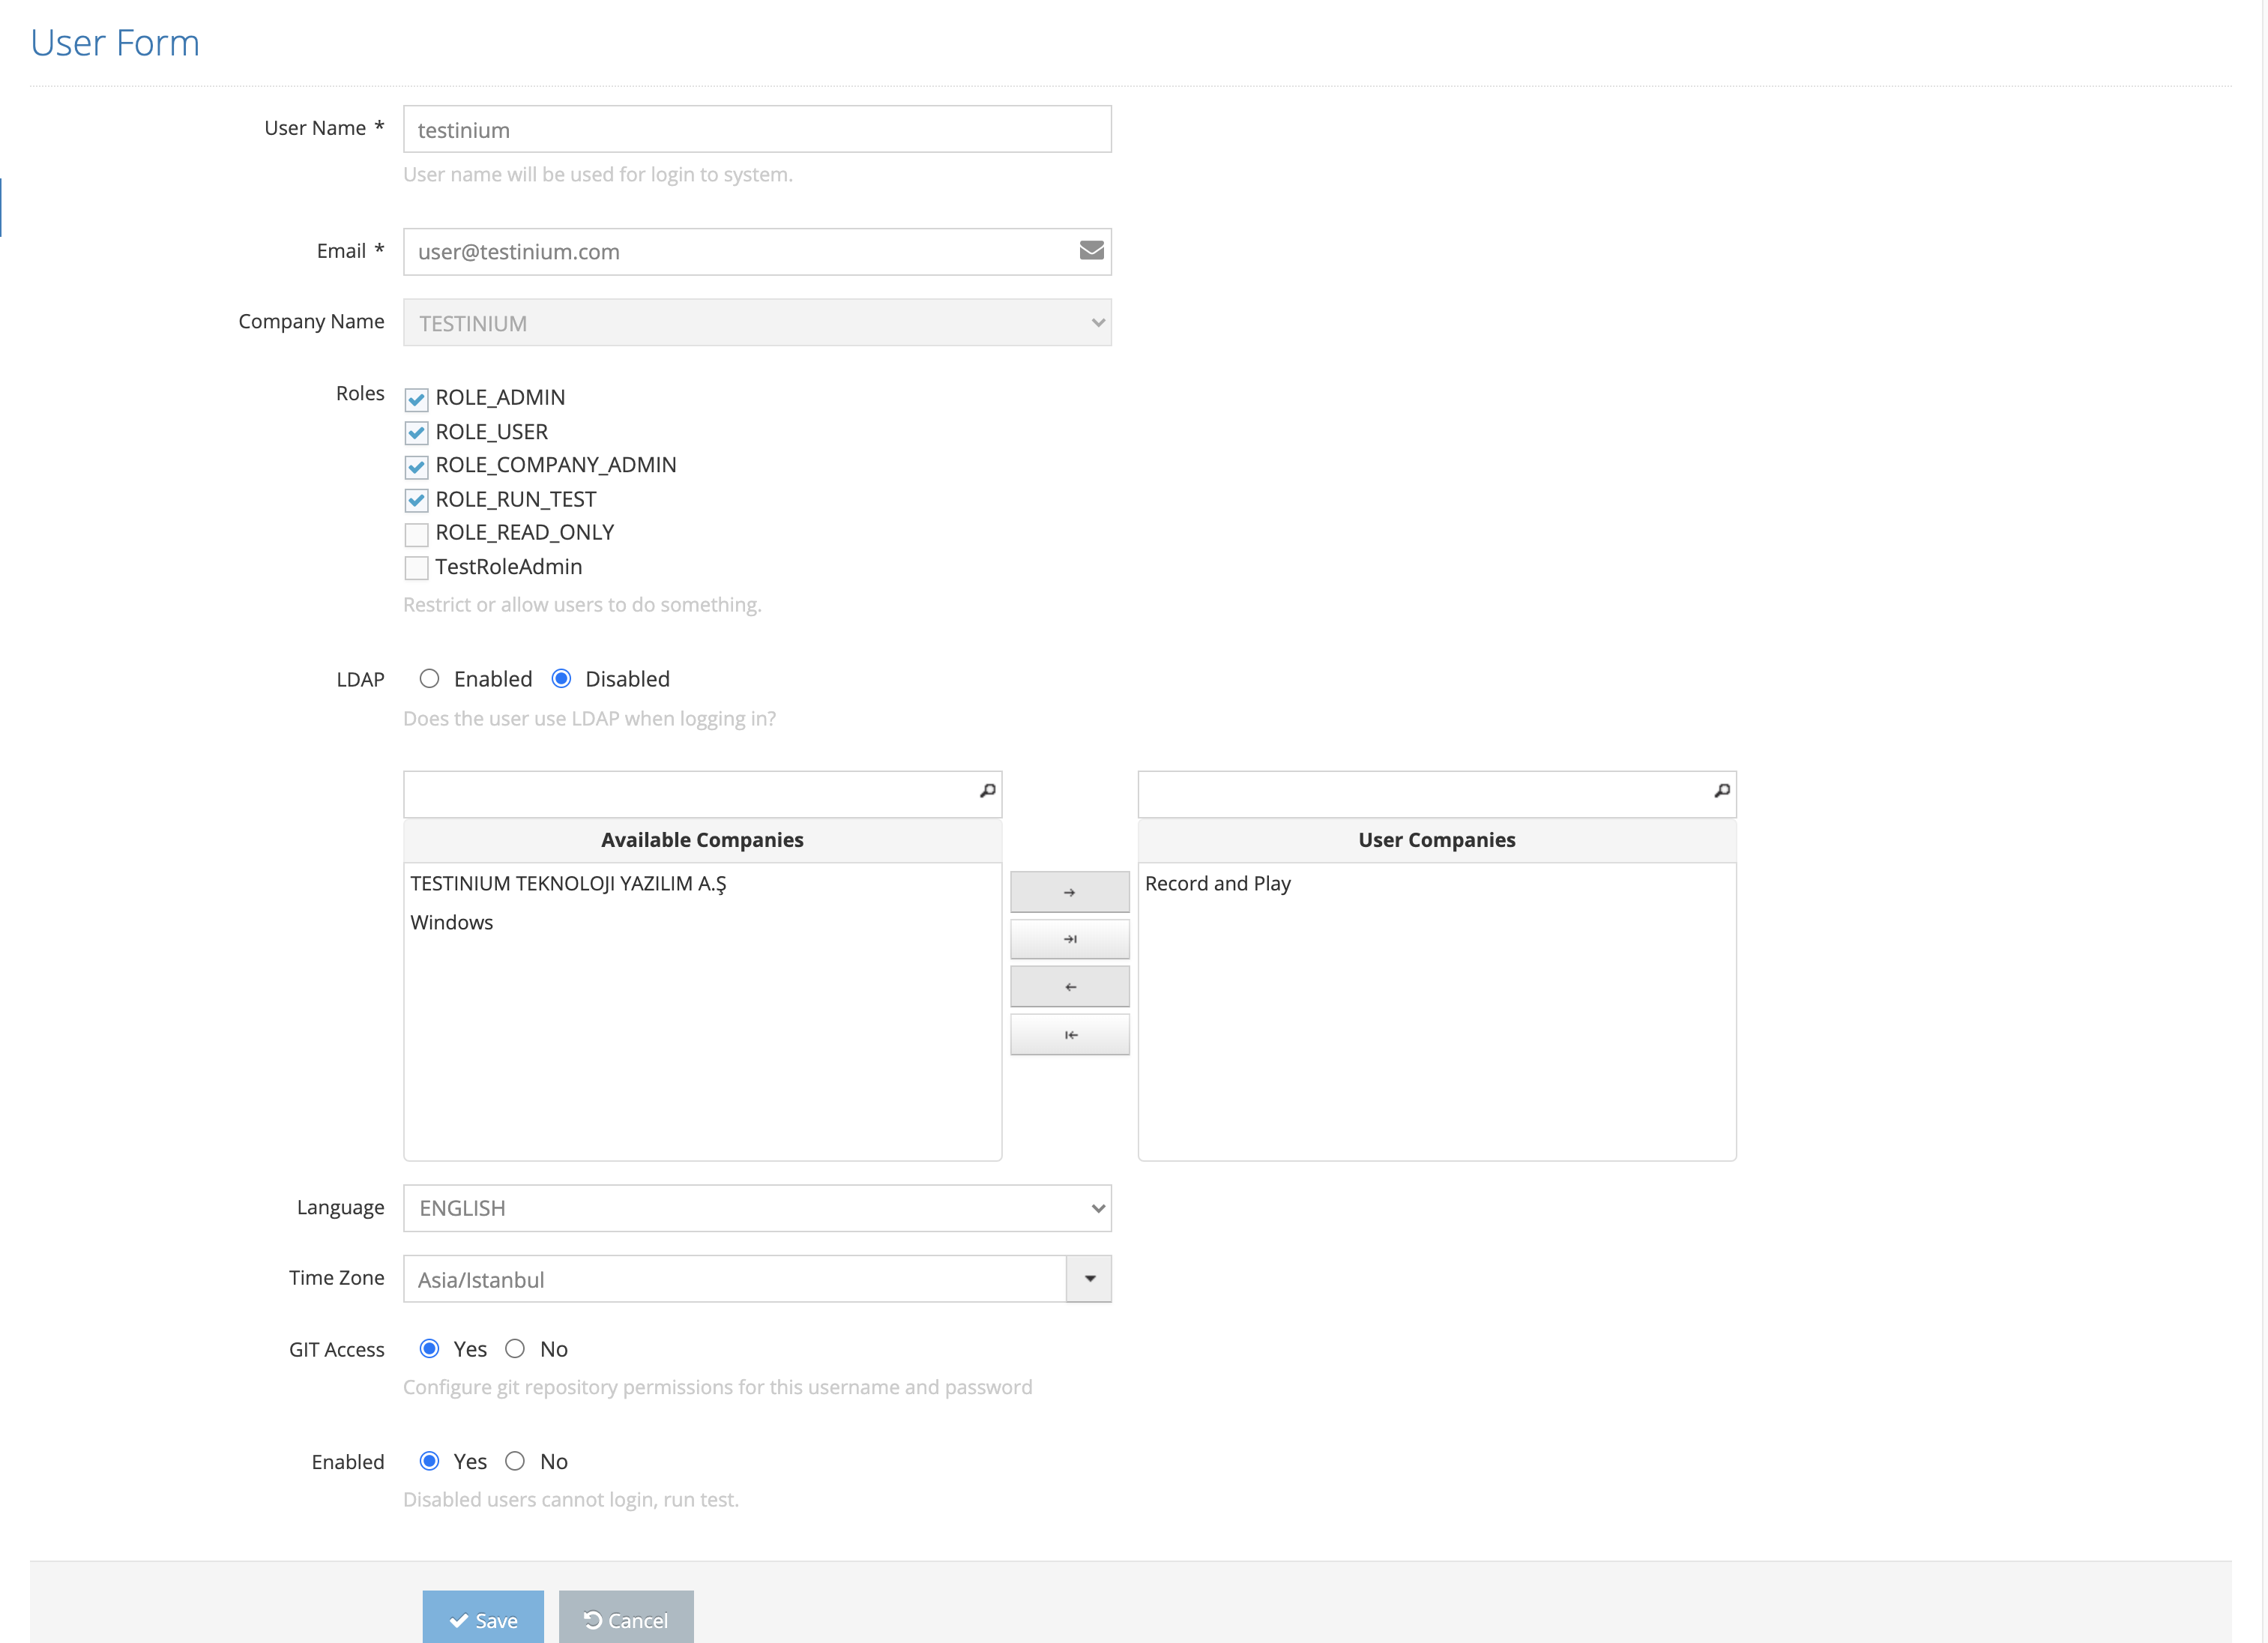 User Form
User Name *
testinium
User name will be used for login to system.
Email *
user@testinium.com
Company Name
TESTINIUM
Roles
ROLE_ADMIN
ROLE_USER
ROLE_COMPANY_ADMIN
ROLE_RUN_TEST
ROLE_READ_ONLY
TestRoleAdmin
Restrict or allow users to do something.
LDAP
Enabled Disabled
Does the user use LDAP when logging in?
Available Companies
TESTINIUM TEKNOLOJI YAZILIM A.Ş
Windows
User Companies
Record and Play
Language
ENGLISH
Time Zone
Asia/Istanbul
GIT Access
Yes No
Configure git repository permissions for this username and password
Enabled
Yes No
Disabled users cannot login, run test.
Save
Cancel